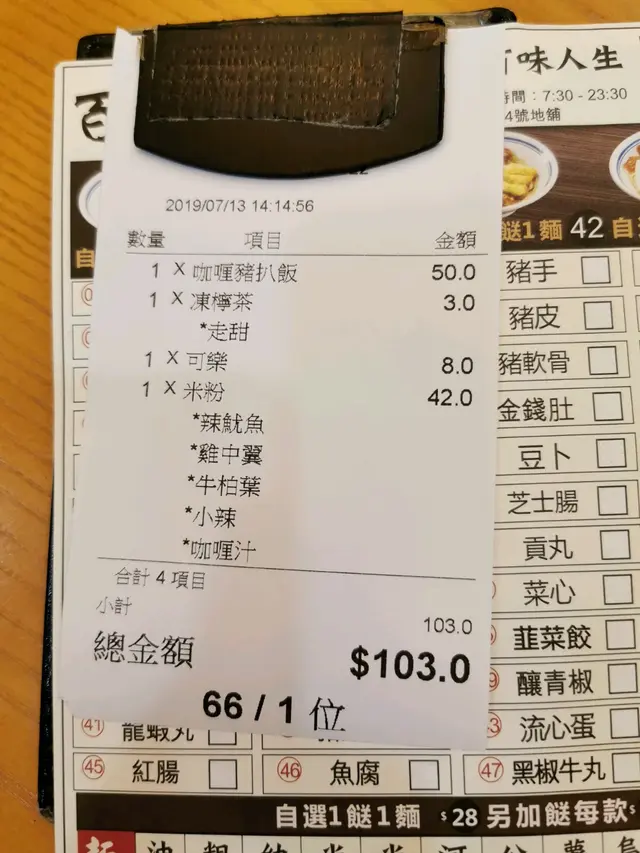 百
味人生
時間：7:30 - 23:30
4號地舖
2019/07/13 14:14:56
數量 項目 金額
1 X 咖喱豬扒飯 50.0
1 X 凍檸茶 3.0
*走甜
1 X 可樂 8.0
1 X 米粉 42.0
*辣魷魚
*雞中翼
*牛柏葉
*小辣
*咖喱汁
合計 4 項目
小計 103.0
總金額 $103.0
66 / 1 位
自
餸1麵 42 自
豬手
豬皮
豬軟骨
金錢肚
豆卜
芝士腸
貢丸
菜心
韮菜餃
釀青椒
流心蛋
41 龍蝦丸
45 紅腸 46 魚腐 47 黑椒牛丸
自選1餸1麵 $28 另加餸每款$